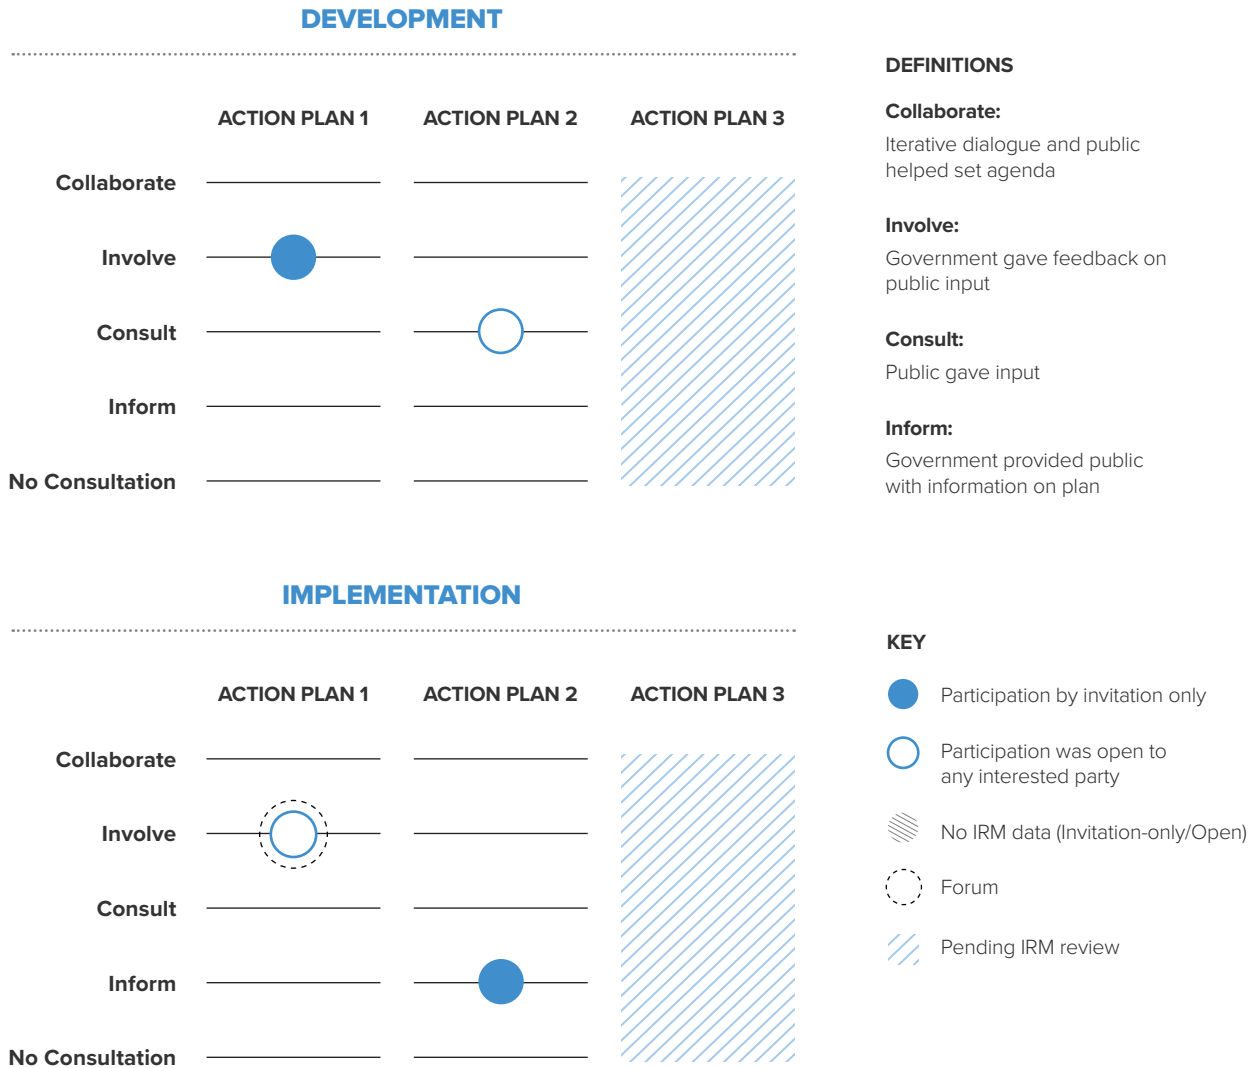 DEVELOPMENT
ACTION PLAN 1
ACTION PLAN 2
ACTION PLAN 3
Collaborate
Involve
Consult
Inform
No Consultation
DEFINITIONS
Collaborate:
Iterative dialogue and public
helped set agenda
Involve:
Government gave feedback on
public input
Consult:
Public gave input
Inform:
Government provided public
with information on plan
IMPLEMENTATION
ACTION PLAN 1
ACTION PLAN 2
ACTION PLAN 3
Collaborate
Involve
Consult
Inform
No Consultation
KEY
Participation by invitation only
Participation was open to
any interested party
No IRM data (Invitation-only/Open)
Forum
Pending IRM review